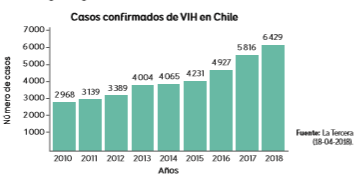 Casos confirmados de VIH en Chile
Número de casos
7000
6000
5000
4000
3000
2000
1000
2968 3139 3389 4004 4065 4231 4927 5816 6429
2010 2011 2012 2013 2014 2015 2016 2017 2018
Años
Fuente: La Tercera
(18-04-2018).